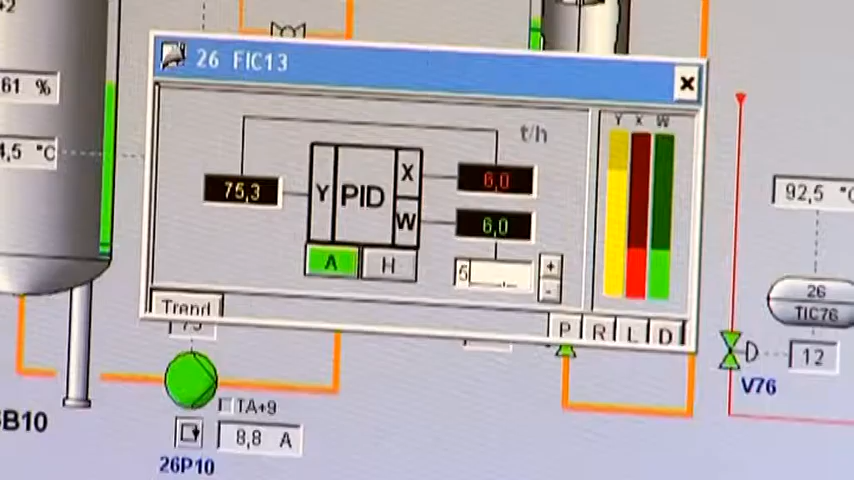 +2
61 %
4,5 °C
26 FIC13
t/h
Y X W
75,3
Y
PID
X
W
6,0
6,0
A
H
5
+
-
Trend
P R L D
92,5 °C
26
TIC76
12
V76
TA+9
8,8 A
26P10
B10